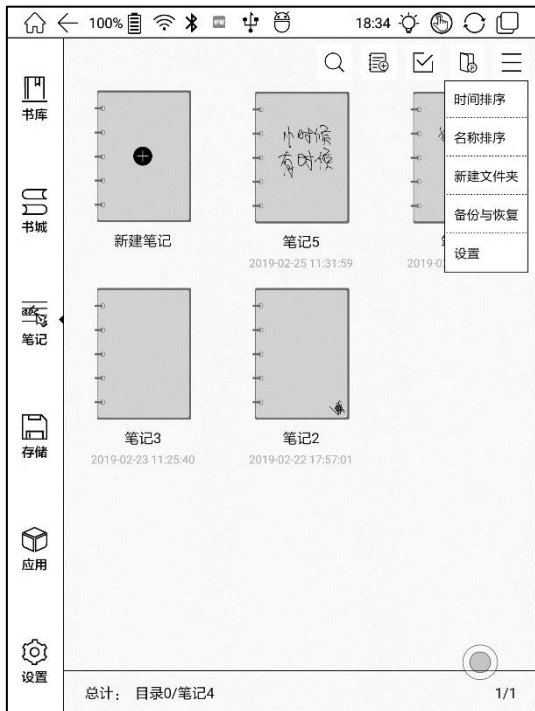 100% 18:34
书库
书城
笔记
存储
应用
设置
时间排序
名称排序
新建文件夹
备份与恢复
设置
小时候
有时候
新建笔记
笔记5
2019-02-25 11:31:59
2019-02
笔记3
2019-02-23 11:25:40
笔记2
2019-02-22 17:57:01
总计： 目录0/笔记4
1/1